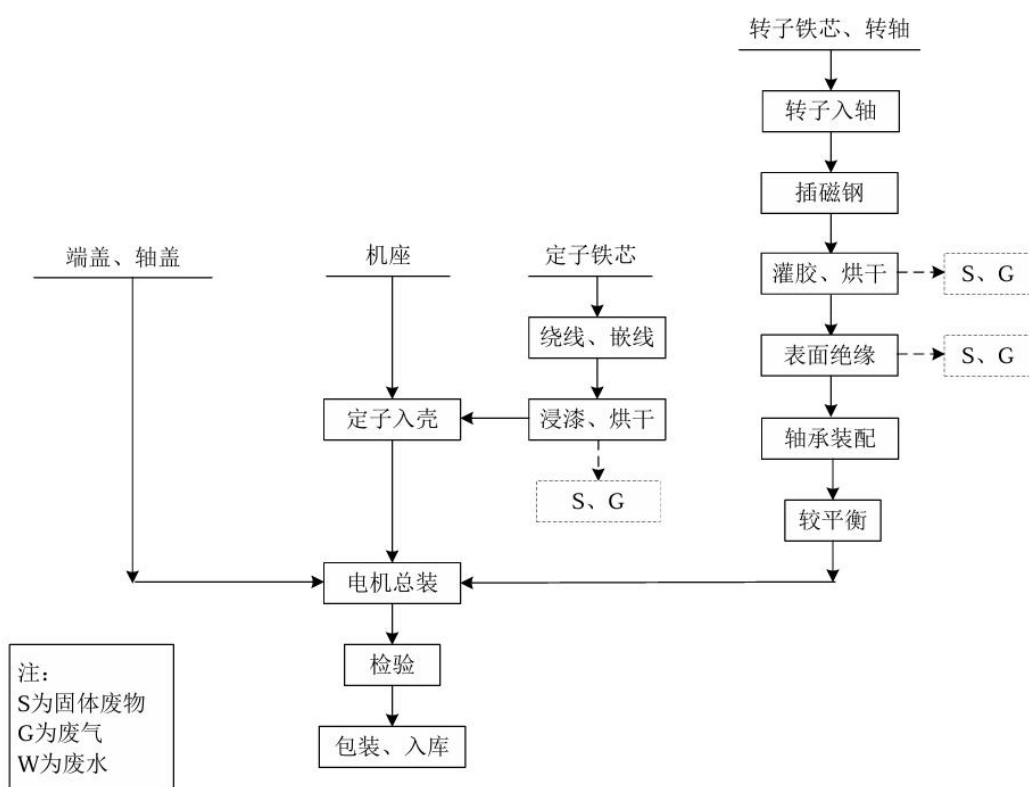 转子铁芯、转轴
转子入轴
插磁钢
端盖、轴盖
机座
定子铁芯
灌胶、烘干
S、G
绕线、嵌线
表面绝缘
S、G
定子入壳
浸漆、烘干
轴承装配
S、G
较平衡
电机总装
检验
包装、入库
注：
S为固体废物
G为废气
W为废水